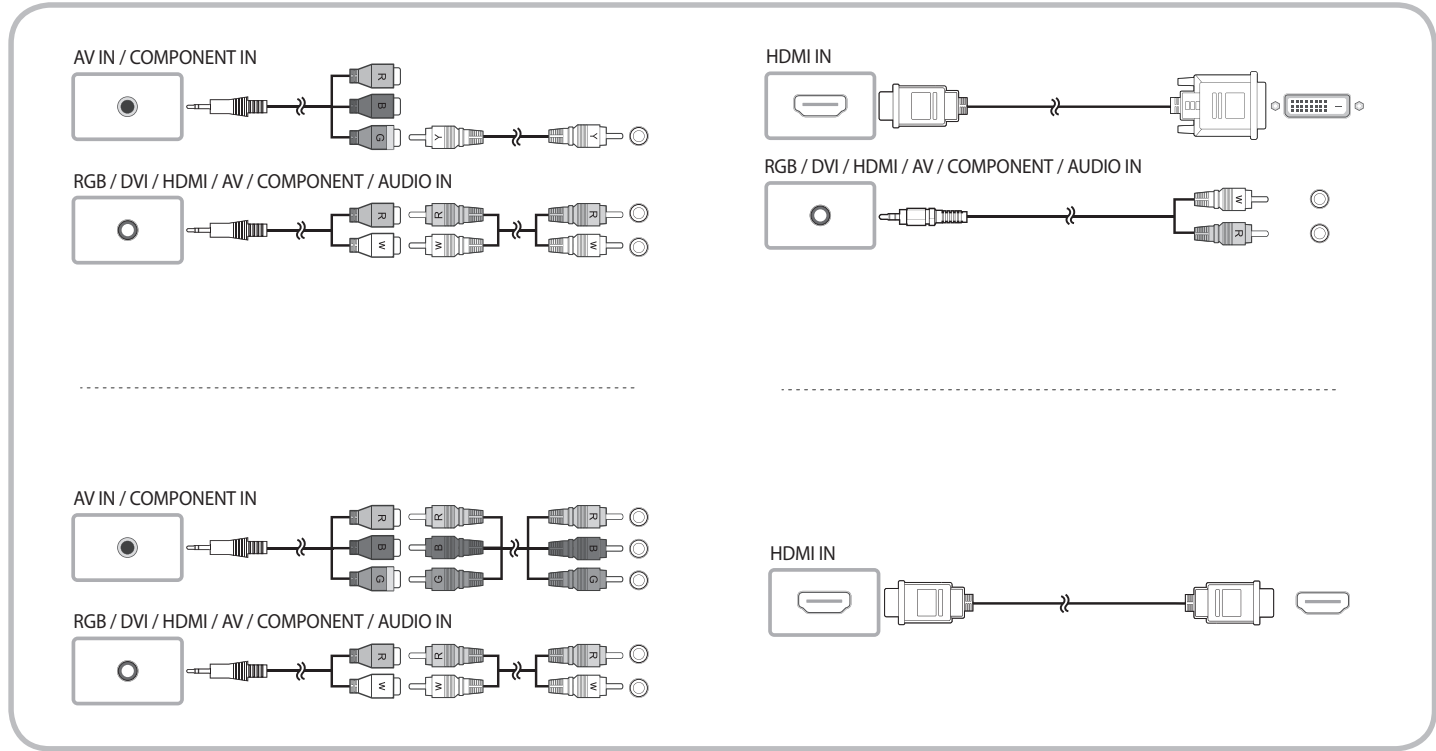 AV IN / COMPONENT IN
R
B
G
Y
Y
RGB / DVI / HDMI / AV / COMPONENT / AUDIO IN
R
R
R
W
W
W
HDMI IN
RGB / DVI / HDMI / AV / COMPONENT / AUDIO IN
W
R
AV IN / COMPONENT IN
R
R
R
B
B
B
G
G
G
RGB / DVI / HDMI / AV / COMPONENT / AUDIO IN
R
R
R
W
W
W
HDMI IN